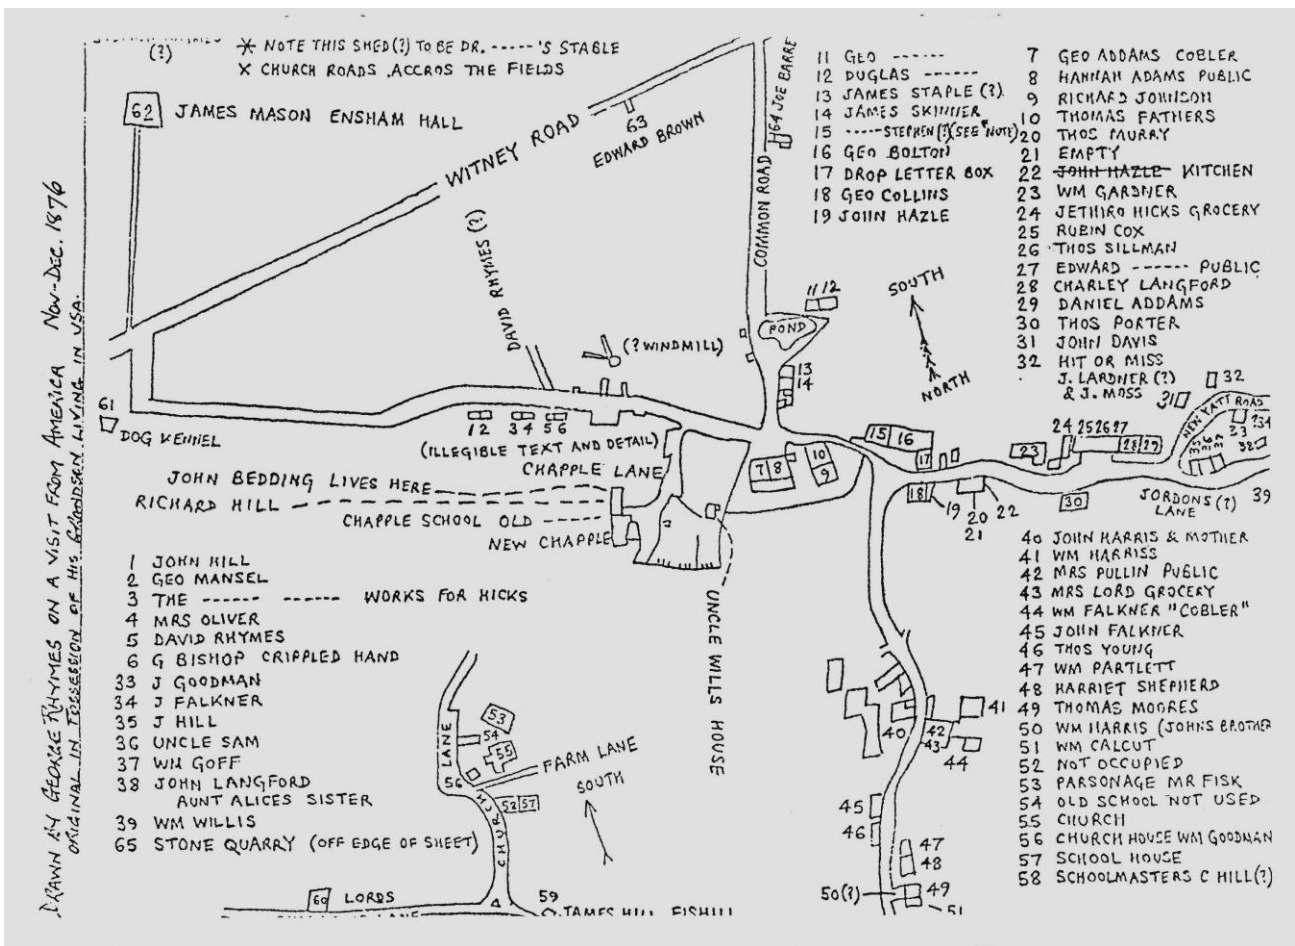 (?)
* NOTE THIS SHED (?) TO BE DR. -----'S STABLE
X CHURCH ROADS ACCROS THE FIELDS
62 JAMES MASON ENSHAM HALL
WITNEY ROAD
63
EDWARD BROWN
64 JOE BARRE
COMMON ROAD
DAVID RHYMES (?)
(? WINDMILL)
POND
11 12
13
14
SOUTH
NORTH
11 GEO ------
12 DUGLAS ------
13 JAMES STAPLE (?)
14 JAMES SKINNER
15 -----STEPHEN (?) (SEE *NOTE)
16 GEO BOLTON
17 DROP LETTER BOX
18 GEO COLLINS
19 JOHN HAZLE
7 GEO ADDAMS COBLER
8 HANNAH ADAMS PUBLIC
9 RICHARD JOHNSON
10 THOMAS FATHERS
20 THOS MURRY
21 EMPTY
22 JOHN HAZLE KITCHEN
23 WM GARDNER
24 JETHIRO HICKS GROCERY
25 RUBIN COX
26 THOS SILLMAN
27 EDWARD ------ PUBLIC
28 CHARLEY LANGFORD
29 DANIEL ADDAMS
30 THOS PORTER
31 JOHN DAVIS
32 HIT OR MISS
J. LARDNER (?)
& J. MOSS
DRAWN BY GEORGE RHYMES ON A VISIT FROM AMERICA NOV-DEC. 1876
ORIGINAL IN POSSESSION OF HIS GRANDDERN LIVING IN USA.
61
DOG KENNEL
1 2
3 4
5 6
(ILLEGIBLE TEXT AND DETAIL)
CHAPPLE LANE
JOHN BEDDING LIVES HERE
RICHARD HILL
CHAPPLE SCHOOL OLD
NEW CHAPPLE
UNCLE WILLS HOUSE
7 8
10
9
15 16
17
18
19
20
21
22
23
24 25 26 27
28 29
30
31
32
NEW YATT ROAD
33 34
JORDONS (?)
LANE
39
1 JOHN HILL
2 GEO MANSEL
3 THE ------ ------ WORKS FOR HICKS
4 MRS OLIVER
5 DAVID RHYMES
6 G BISHOP CRIPPLED HAND
33 J GOODMAN
34 J FALKNER
35 J HILL
36 UNCLE SAM
37 WM GOFF
38 JOHN LANGFORD
AUNT ALICES SISTER
39 WM WILLIS
65 STONE QUARRY (OFF EDGE OF SHEET)
LANE
CHURCH
53
54
55
56
FARM LANE
57
SOUTH
60 LORDS
59
JAMES HILL FISHILL
LANE
40
41
42
43
44
45
46
47
48
49
50(?)
51
40 JOHN HARRIS & MOTHER
41 WM HARRISS
42 MRS PULLIN PUBLIC
43 MRS LORD GROCERY
44 WM FALKNER "COBLER"
45 JOHN FALKNER
46 THOS YOUNG
47 WM PARTLETT
48 HARRIET SHEPHERD
49 THOMAS MOORES
50 WM HARRIS (JOHNS BROTHER
51 WM CALCUT
52 NOT OCCUPIED
53 PARSONAGE MR FISK
54 OLD SCHOOL NOT USED
55 CHURCH
56 CHURCH HOUSE WM GOODMAN
57 SCHOOL HOUSE
58 SCHOOLMASTERS C HILL (?)